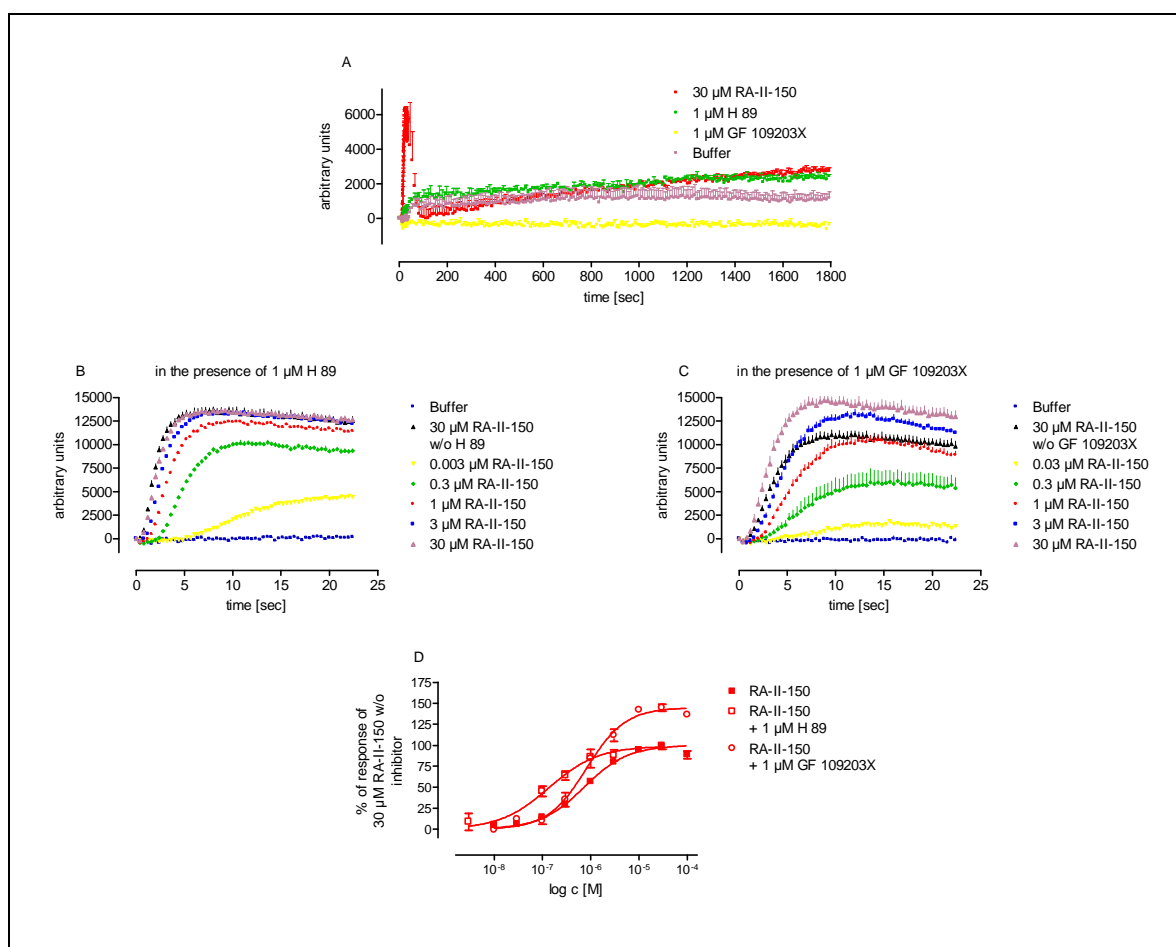 A
30 µM RA-II-150
1 µM H 89
1 µM GF 109203X
Buffer
6000
4000
2000
0
arbitrary units
0 200 400 600 800 1000 1200 1400 1600 1800
time [sec]
B
in the presence of 1 µM H 89
15000
12500
10000
7500
5000
2500
0
arbitrary units
0 5 10 15 20 25
time [sec]
Buffer
30 µM RA-II-150
w/o H 89
0.003 µM RA-II-150
0.3 µM RA-II-150
1 µM RA-II-150
3 µM RA-II-150
30 µM RA-II-150
C
in the presence of 1 µM GF 109203X
15000
12500
10000
7500
5000
2500
0
arbitrary units
0 5 10 15 20 25
time [sec]
Buffer
30 µM RA-II-150
w/o GF 109203X
0.03 µM RA-II-150
0.3 µM RA-II-150
1 µM RA-II-150
3 µM RA-II-150
30 µM RA-II-150
D
175
150
125
100
75
50
25
0
% of response of
30 µM RA-II-150 w/o
inhibitor
10-8 10-7 10-6 10-5 10-4
log c [M]
RA-II-150
RA-II-150
+ 1 µM H 89
RA-II-150
+ 1 µM GF 109203X